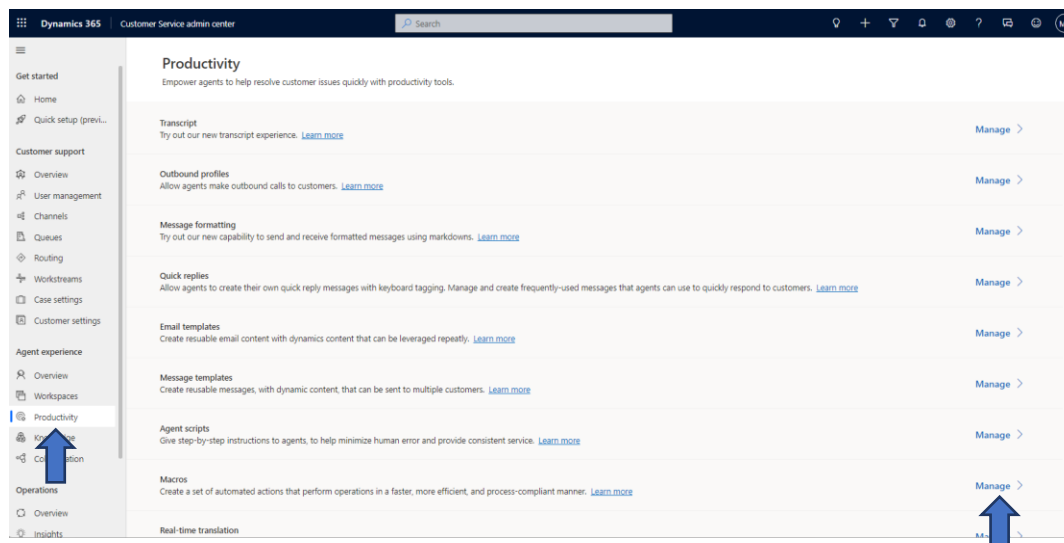 Dynamics 365
Customer Service admin center
Search
Get started
Home
Quick setup (previ...
Customer support
Overview
User management
Channels
Queues
Routing
Workstreams
Case settings
Customer settings
Agent experience
Overview
Workspaces
Productivity
Operations
Overview
Insights
Productivity
Empower agents to help resolve customer issues quickly with productivity tools.
Transcript
Try out our new transcript experience. Learn more
Manage
Outbound profiles
Allow agents make outbound calls to customers. Learn more
Manage
Message formatting
Try out our new capability to send and receive formatted messages using markdowns. Learn more
Manage
Quick replies
Allow agents to create their own quick reply messages with keyboard tagging. Manage and create frequently-used messages that agents can use to quickly respond to customers. Learn more
Manage
Email templates
Create resuable email content with dynamics content that can be leveraged repeatly. Learn more
Manage
Message templates
Create reusable messages, with dynamic content, that can be sent to multiple customers. Learn more
Manage
Agent scripts
Give step-by-step instructions to agents, to help minimize human error and provide consistent service. Learn more
Manage
Macros
Create a set of automated actions that perform operations in a faster, more efficient, and process-compliant manner. Learn more
Manage
Real-time translation